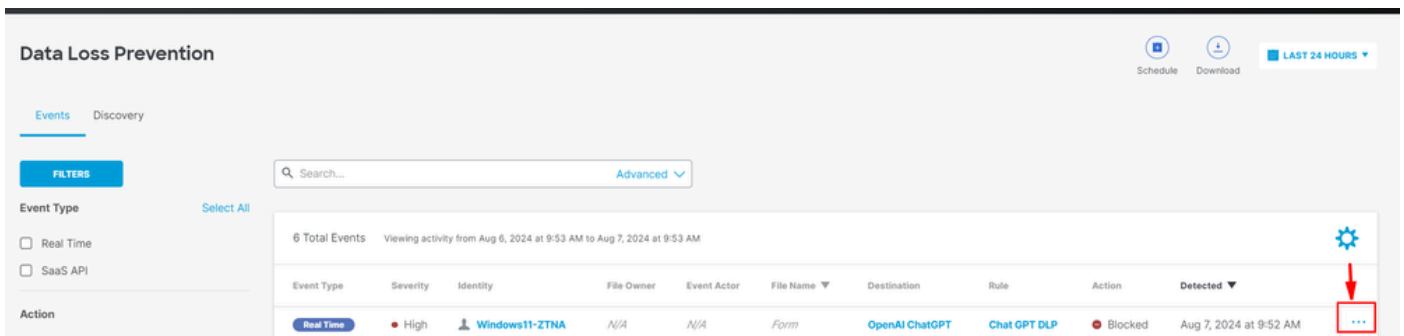 Data Loss Prevention
Schedule
Download
LAST 24 HOURS
Events
Discovery
FILTERS
Search...
Advanced
Event Type
Select All
Real Time
SaaS API
Action
6 Total Events
Viewing activity from Aug 6, 2024 at 9:53 AM to Aug 7, 2024 at 9:53 AM
Event Type Severity Identity File Owner Event Actor File Name Destination Rule Action Detected
Real Time High Windows11-ZTNA N/A N/A Form OpenAI ChatGPT Chat GPT DLP Blocked Aug 7, 2024 at 9:52 AM ...